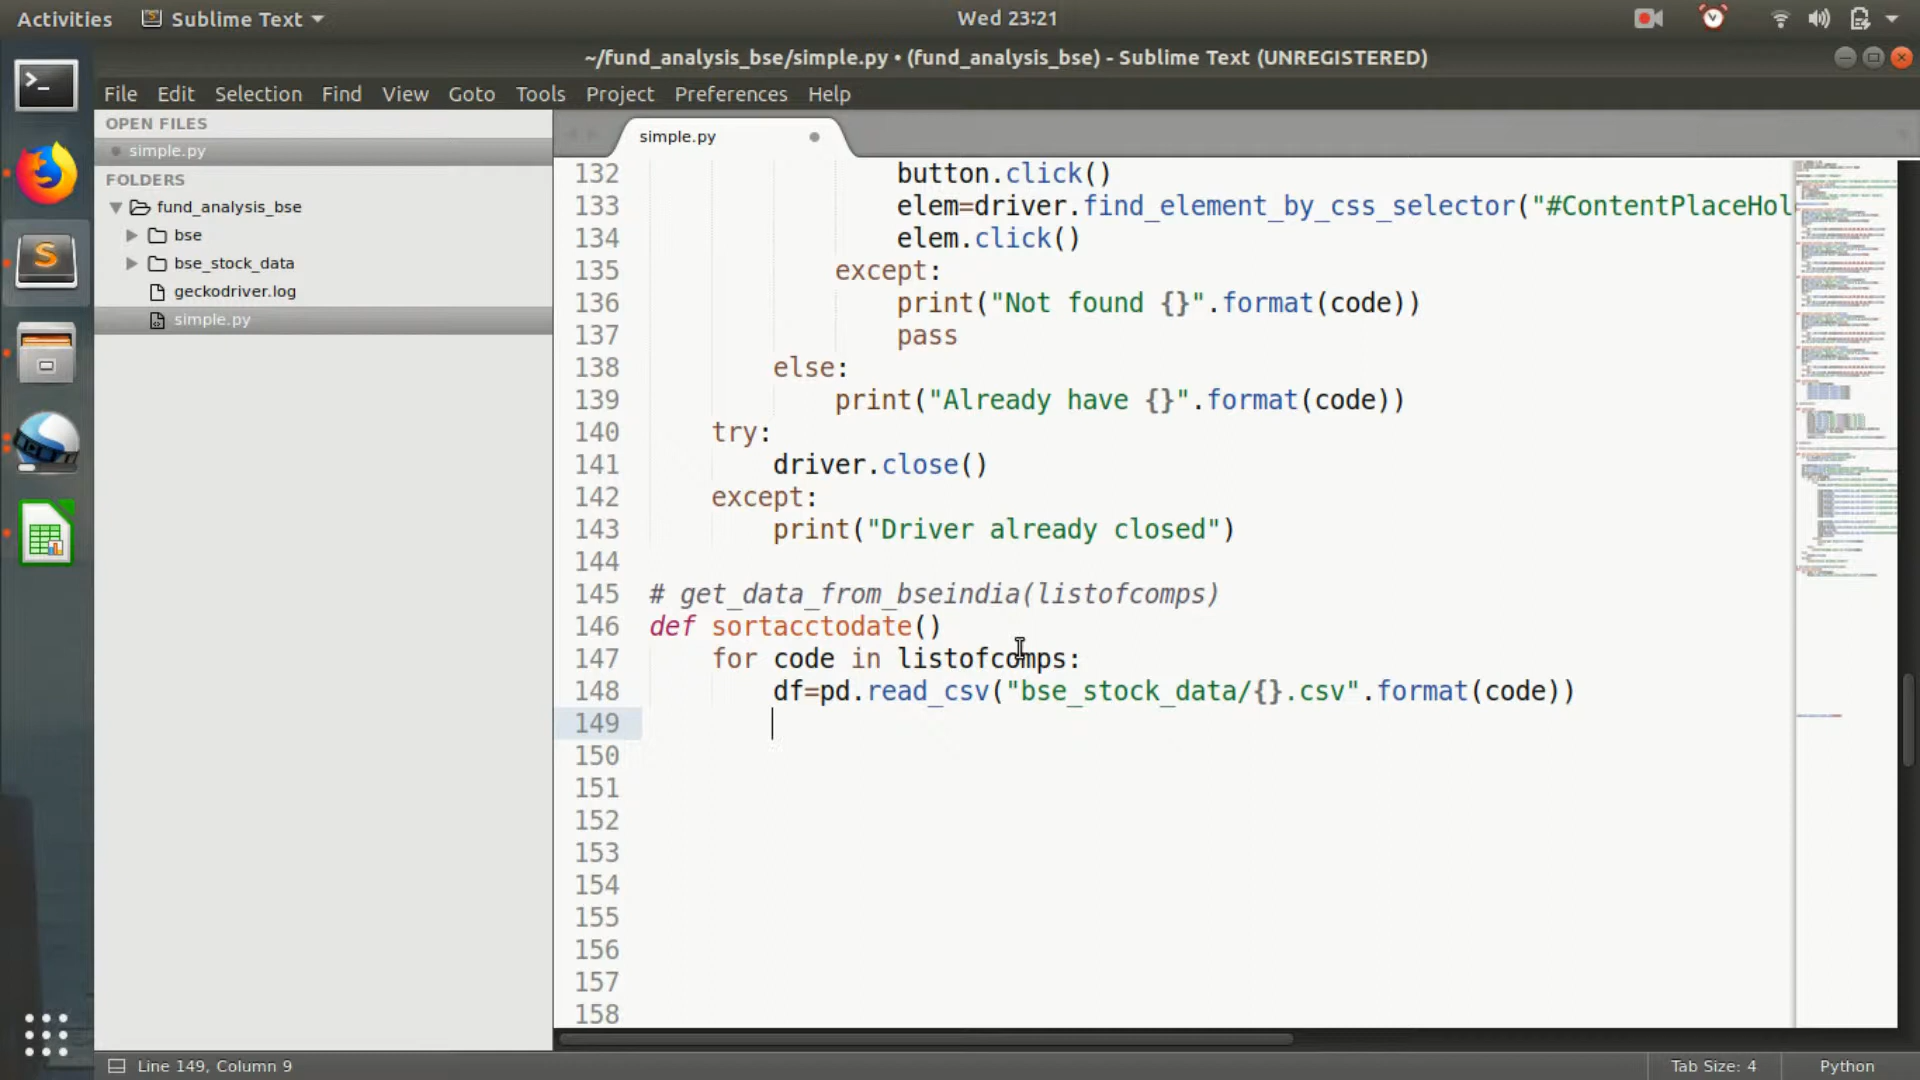 Activities Sublime Text Wed 23:21
~/fund_analysis_bse/simple.py • (fund_analysis_bse) - Sublime Text (UNREGISTERED)
File Edit Selection Find View Goto Tools Project Preferences Help
OPEN FILES
simple.py
FOLDERS
fund_analysis_bse
bse
bse_stock_data
geckodriver.log
simple.py
simple.py
132 button.click()
133 elem=driver.find_element_by_css_selector("#ContentPlaceHol
134 elem.click()
135 except:
136 print("Not found {}".format(code))
137 pass
138 else:
139 print("Already have {}".format(code))
140 try:
141 driver.close()
142 except:
143 print("Driver already closed")
144
145 # get_data_from_bseindia(listofcomps)
146 def sortacctodate()
147 for code in listofcomps:
148 df=pd.read_csv("bse_stock_data/{}.csv".format(code))
149
150
151
152
153
154
155
156
157
158
Line 149, Column 9 Tab Size: 4 Python